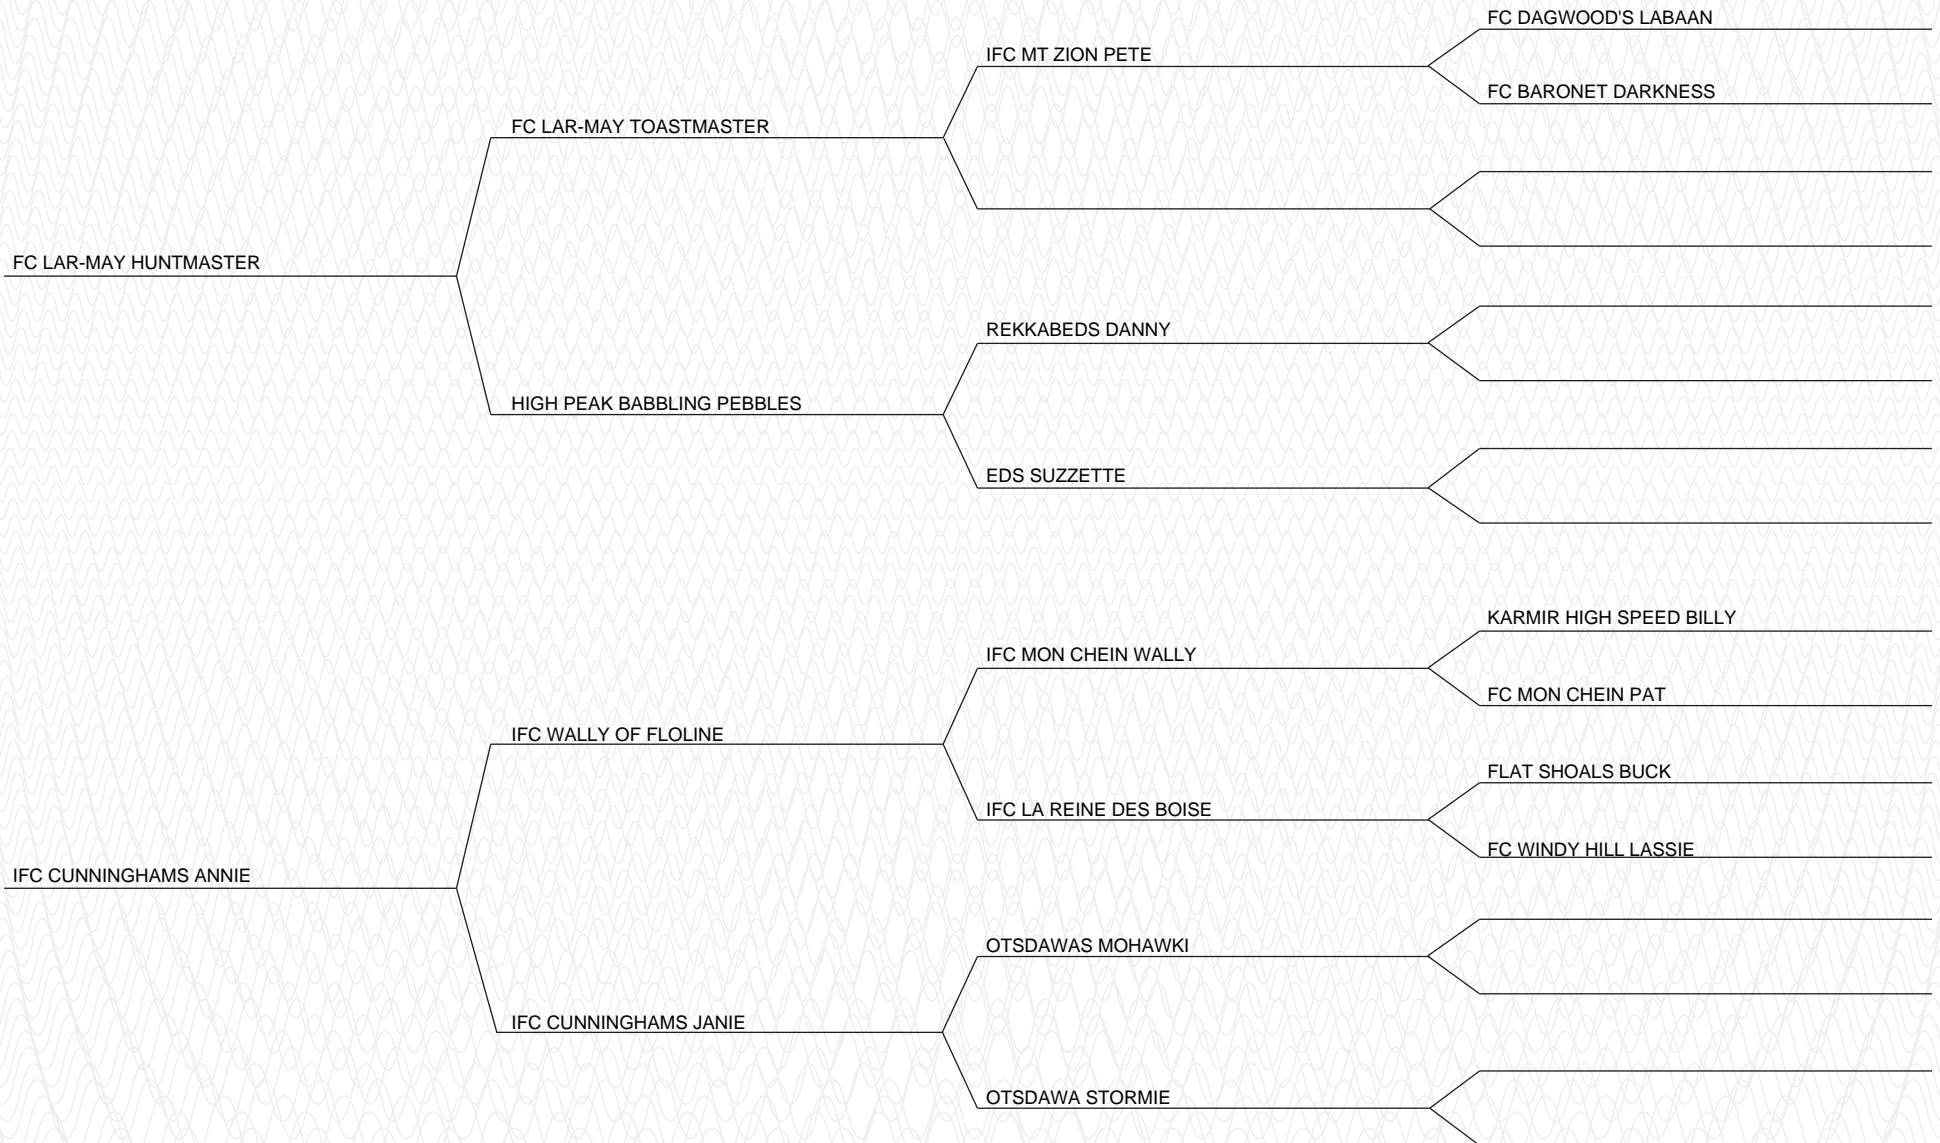 FC DAGWOOD'S LABAAN
IFC MT ZION PETE
FC BARONET DARKNESS
FC LAR-MAY TOASTMASTER
FC LAR-MAY HUNTMASTER
REKKABEDS DANNY
HIGH PEAK BABBLING PEBBLES
EDS SUZZETTE
KARMIR HIGH SPEED BILLY
IFC MON CHEIN WALLY
FC MON CHEIN PAT
IFC WALLY OF FLOLINE
FLAT SHOALS BUCK
IFC LA REINE DES BOISE
FC WINDY HILL LASSIE
IFC CUNNINGHAMS ANNIE
OTSDAWAS MOHAWKI
IFC CUNNINGHAMS JANIE
OTSDAWA STORMIE